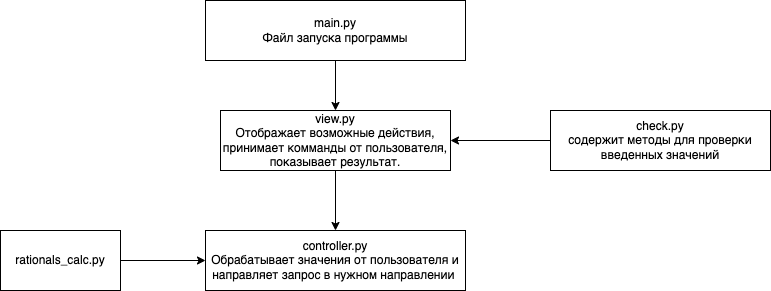 main.py
Файл запуска программы
view.py
Отображает возможные действия,
принимает комманды от пользователя,
показывает результат.
check.py
содержит методы для проверки
введенных значений
rationals_calc.py
controller.py
Обрабатывает значения от пользователя и
направляет запрос в нужном направлении